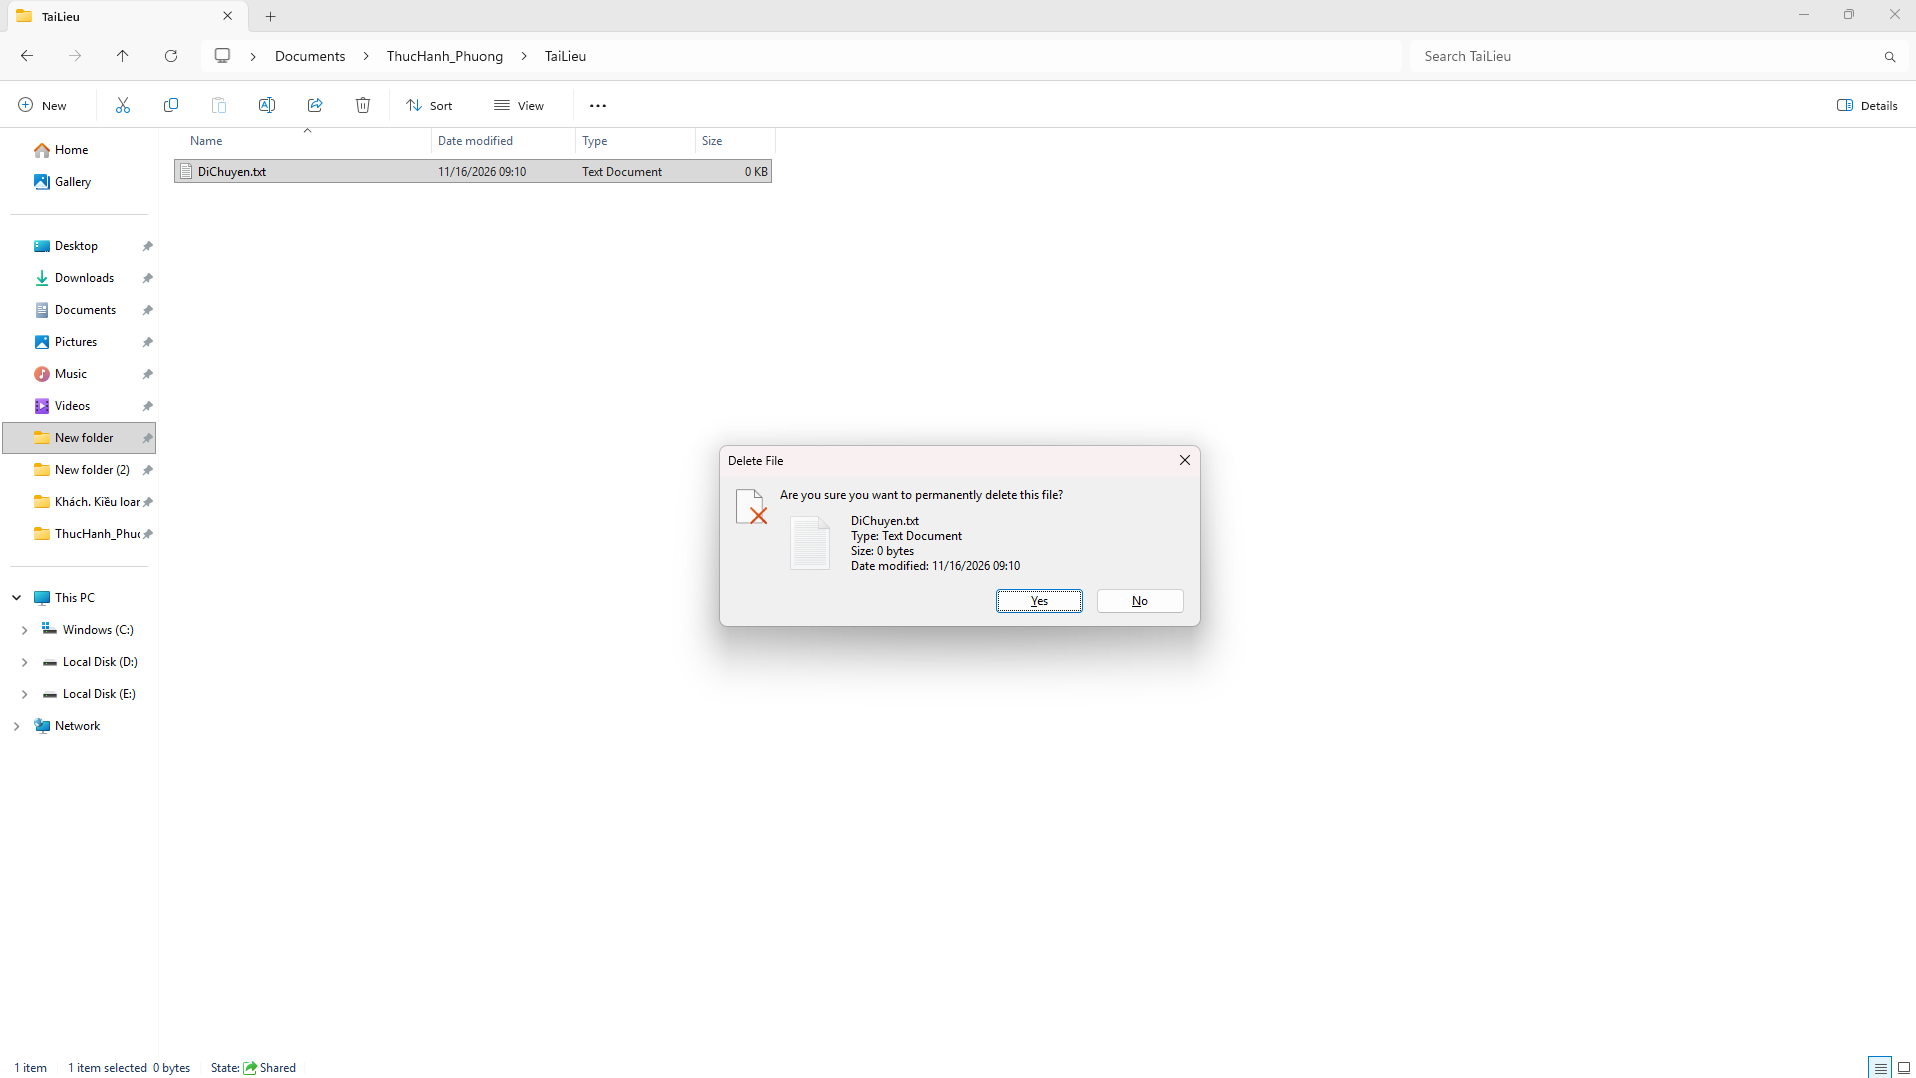 TaiLieu
Documents > ThucHanh_Phuong > TaiLieu
Search TaiLieu
New
Sort
View
Details
Name
Date modified
Type
Size
DiChuyen.txt
11/16/2026 09:10
Text Document
0 KB
Home
Gallery
Desktop
Downloads
Documents
Pictures
Music
Videos
New folder
New folder (2)
Khách. Kiều loar
ThucHanh_Phu
This PC
Windows (C:)
Local Disk (D:)
Local Disk (E:)
Network
Delete File
Are you sure you want to permanently delete this file?
DiChuyen.txt
Type: Text Document
Size: 0 bytes
Date modified: 11/16/2026 09:10
Yes
No
1 item
1 item selected 0 bytes
State: Shared